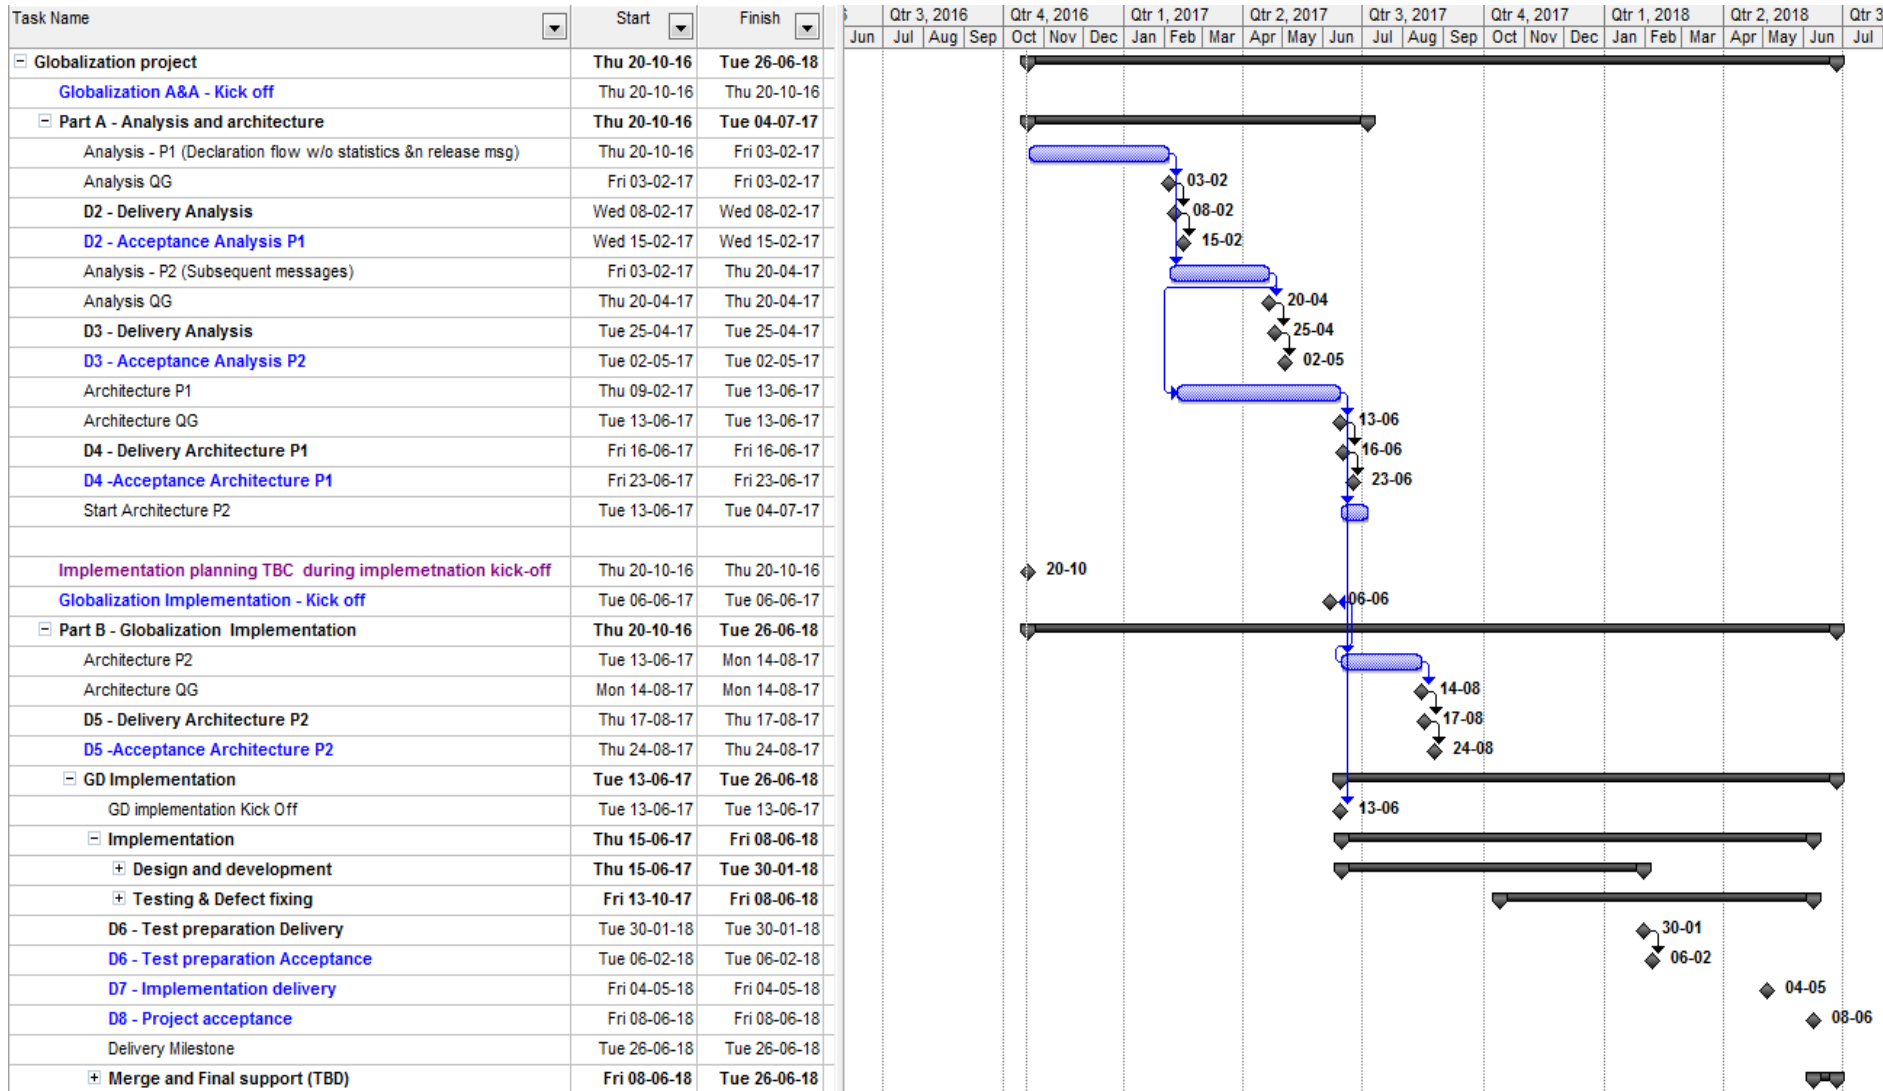 Task Name Start Finish
6 Qtr 3, 2016 Qtr 4, 2016 Qtr 1, 2017 Qtr 2, 2017 Qtr 3, 2017 Qtr 4, 2017 Qtr 1, 2018 Qtr 2, 2018 Qtr 3
Jun Jul Aug Sep Oct Nov Dec Jan Feb Mar Apr May Jun Jul Aug Sep Oct Nov Dec Jan Feb Mar Apr May Jun Jul
Globalization project Thu 20-10-16 Tue 26-06-18
Globalization A&A - Kick off Thu 20-10-16 Thu 20-10-16
Part A - Analysis and architecture Thu 20-10-16 Tue 04-07-17
Analysis - P1 (Declaration flow w/o statistics &n release msg) Thu 20-10-16 Fri 03-02-17
Analysis QG Fri 03-02-17 Fri 03-02-17 03-02
D2 - Delivery Analysis Wed 08-02-17 Wed 08-02-17 08-02
D2 - Acceptance Analysis P1 Wed 15-02-17 Wed 15-02-17 15-02
Analysis - P2 (Subsequent messages) Fri 03-02-17 Thu 20-04-17
Analysis QG Thu 20-04-17 Thu 20-04-17 20-04
D3 - Delivery Analysis Tue 25-04-17 Tue 25-04-17 25-04
D3 - Acceptance Analysis P2 Tue 02-05-17 Tue 02-05-17 02-05
Architecture P1 Thu 09-02-17 Tue 13-06-17
Architecture QG Tue 13-06-17 Tue 13-06-17 13-06
D4 - Delivery Architecture P1 Fri 16-06-17 Fri 16-06-17 16-06
D4 -Acceptance Architecture P1 Fri 23-06-17 Fri 23-06-17 23-06
Start Architecture P2 Tue 13-06-17 Tue 04-07-17
Implementation planning TBC during implemetnation kick-off Thu 20-10-16 Thu 20-10-16 20-10
Globalization Implementation - Kick off Tue 06-06-17 Tue 06-06-17 06-06
Part B - Globalization Implementation Thu 20-10-16 Tue 26-06-18
Architecture P2 Tue 13-06-17 Mon 14-08-17
Architecture QG Mon 14-08-17 Mon 14-08-17 14-08
D5 - Delivery Architecture P2 Thu 17-08-17 Thu 17-08-17 17-08
D5 -Acceptance Architecture P2 Thu 24-08-17 Thu 24-08-17 24-08
GD Implementation Tue 13-06-17 Tue 26-06-18
GD implementation Kick Off Tue 13-06-17 Tue 13-06-17 13-06
Implementation Thu 15-06-17 Fri 08-06-18
Design and development Thu 15-06-17 Tue 30-01-18
Testing & Defect fixing Fri 13-10-17 Fri 08-06-18
D6 - Test preparation Delivery Tue 30-01-18 Tue 30-01-18 30-01
D6 - Test preparation Acceptance Tue 06-02-18 Tue 06-02-18 06-02
D7 - Implementation delivery Fri 04-05-18 Fri 04-05-18 04-05
D8 - Project acceptance Fri 08-06-18 Fri 08-06-18 08-06
Delivery Milestone Tue 26-06-18 Tue 26-06-18
Merge and Final support (TBD) Fri 08-06-18 Tue 26-06-18